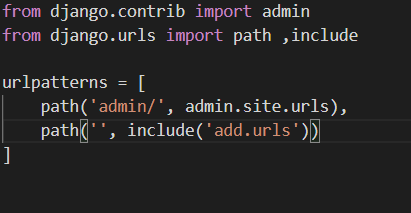 from django.contrib import admin
from django.urls import path ,include

urlpatterns = [
    path('admin/', admin.site.urls),
    path('', include('add.urls'))
]